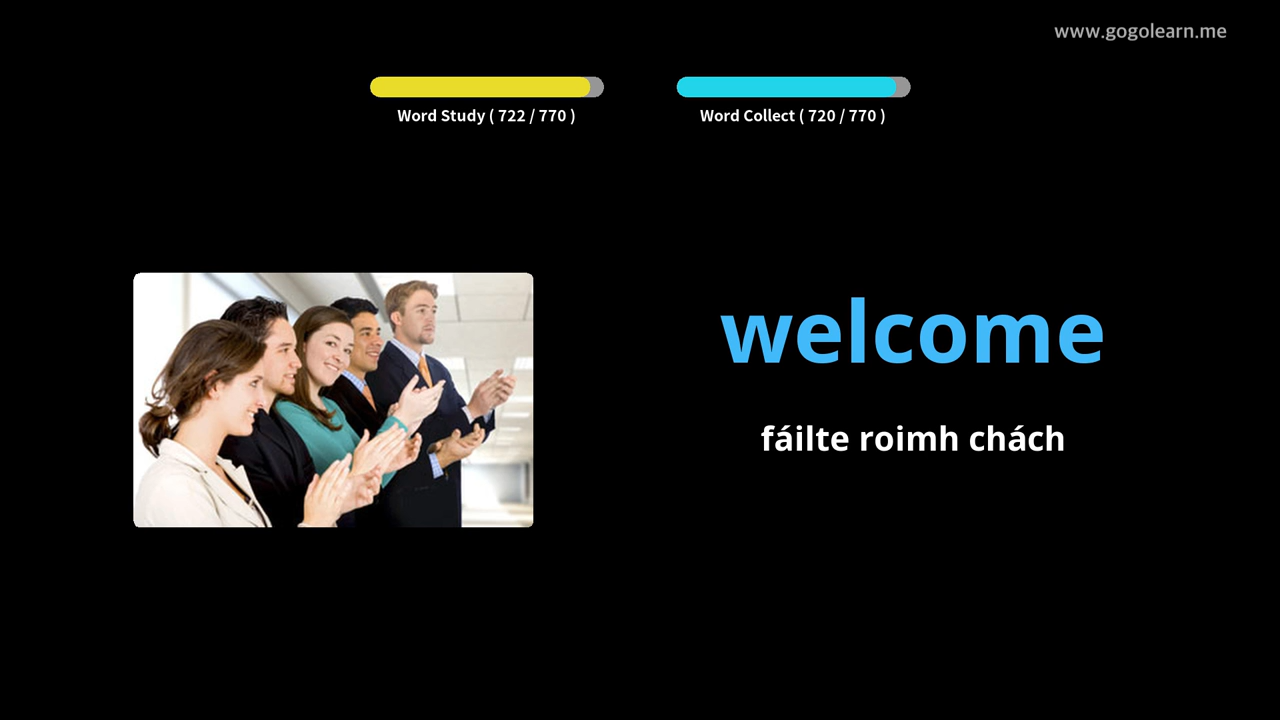 www.gogolearn.me
Word Study ( 722 / 770 )
Word Collect ( 720 / 770 )
welcome
fáilte roimh chách